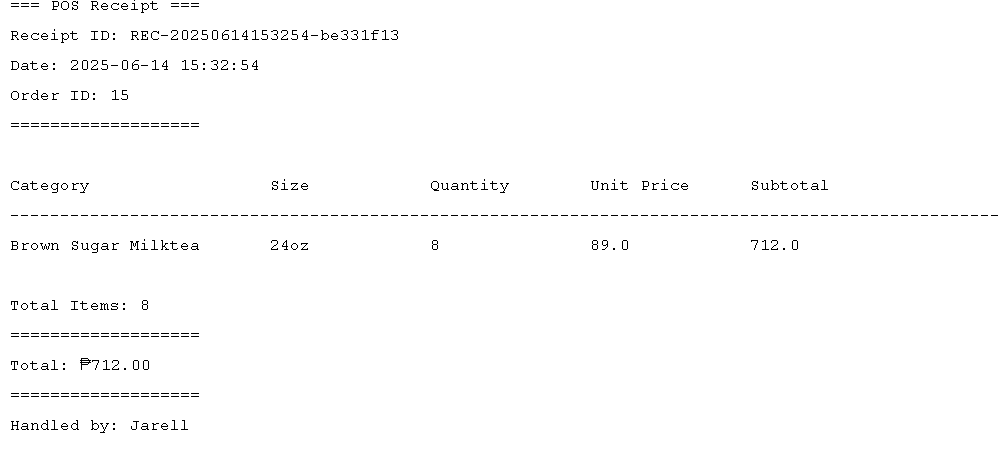 === POS Receipt ===
Receipt ID: REC-20250614153254-be331f13
Date: 2025-06-14 15:32:54
Order ID: 15
===================
Category Size Quantity Unit Price Subtotal
---------------------------------------------------------------------------------------------------
Brown Sugar Milktea 24oz 8 89.0 712.0
Total Items: 8
===================
Total: ₱712.00
===================
Handled by: Jarell